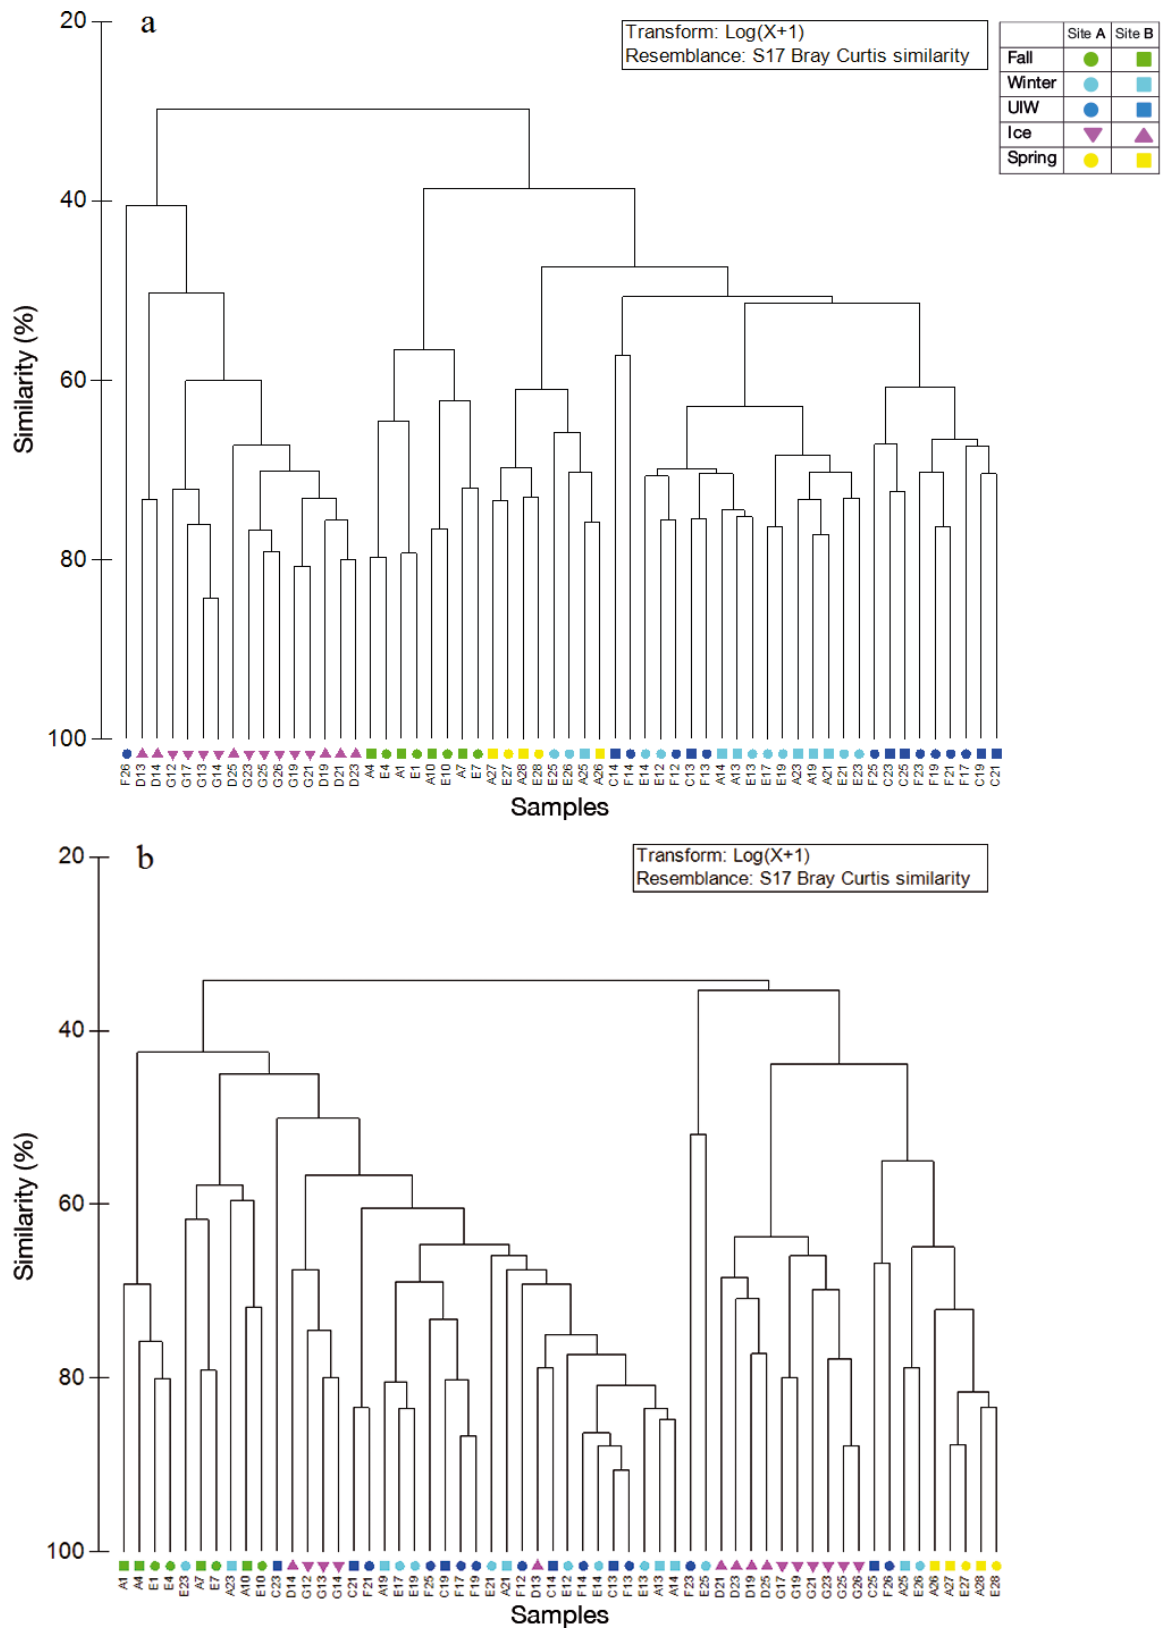 a
Transform: Log(X+1)
Resemblance: S17 Bray Curtis similarity
Site A Site B
Fall
Winter
UIW
Ice
Spring
20
40
60
80
100
Similarity (%)
F26 D13 D14 G12 G17 G13 G14 D25 G23 G25 G26 G19 G21 D19 D21 D23 A4 E4 A1 E1 A10 E10 A7 E7 A27 E27 A28 E28 E25 E26 A25 A26 C14 F14 E14 E12 F12 C13 F13 A14 A13 E13 E17 E19 A23 A19 A21 E21 E23 F25 C23 C25 F23 F19 F21 F17 C19 C21
Samples
b
Transform: Log(X+1)
Resemblance: S17 Bray Curtis similarity
20
40
60
80
100
Similarity (%)
A1 A4 E1 E4 E23 A7 E7 A23 A10 E10 C23 D14 G12 G13 G14 C21 F21 A19 E17 E19 F25 C19 F17 F19 E21 A21 F12 D13 C14 E12 F14 E14 C13 F13 E13 A13 A14 F23 E25 D21 D23 D19 D25 G17 G19 G21 G23 G25 G26 C25 F26 A25 E26 A26 A27 E27 A28 E28
Samples